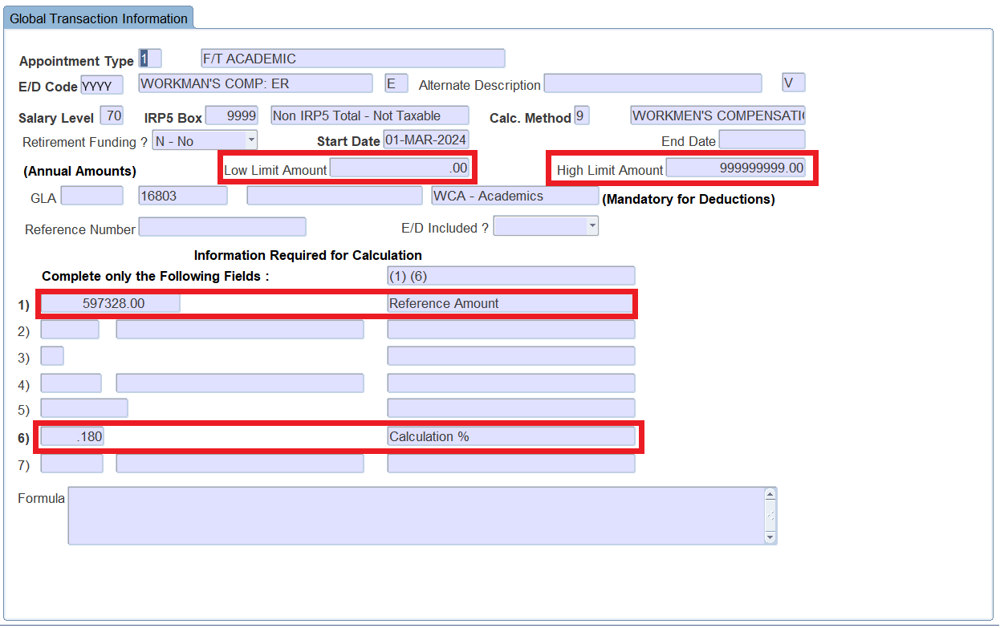 Global Transaction Information
Appointment Type 1 F/T ACADEMIC
E/D Code YYYY WORKMAN'S COMP: ER E Alternate Description V
Salary Level 70 IRP5 Box 9999 Non IRP5 Total - Not Taxable Calc. Method 9 WORKMEN'S COMPENSATI
Retirement Funding ? N - No Start Date 01-MAR-2024 End Date
(Annual Amounts) Low Limit Amount .00 High Limit Amount 999999999.00
GLA 16803 WCA - Academics (Mandatory for Deductions)
Reference Number E/D Included ?
Information Required for Calculation
Complete only the Following Fields : (1) (6)
1) 597328.00 Reference Amount
2)
3)
4)
5)
6) .180 Calculation %
7)
Formula